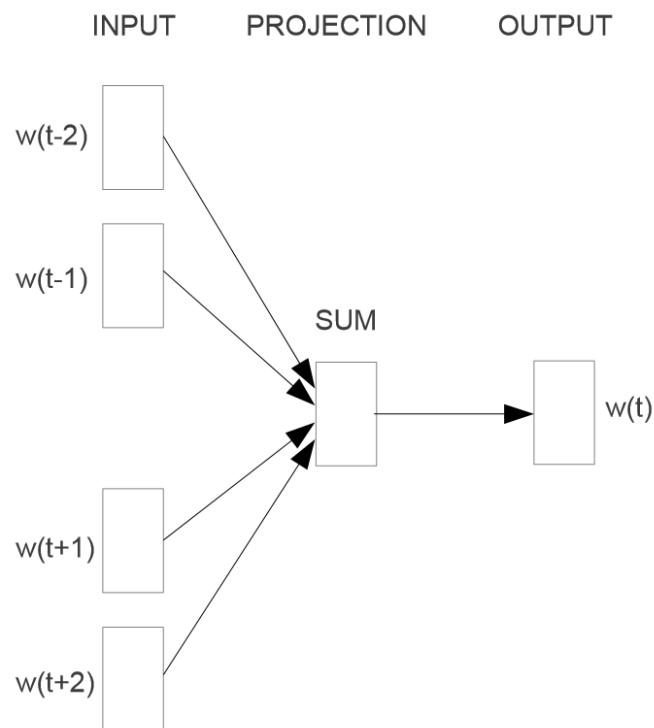 INPUT PROJECTION OUTPUT
w(t-2)
w(t-1)
SUM
w(t)
w(t+1)
w(t+2)